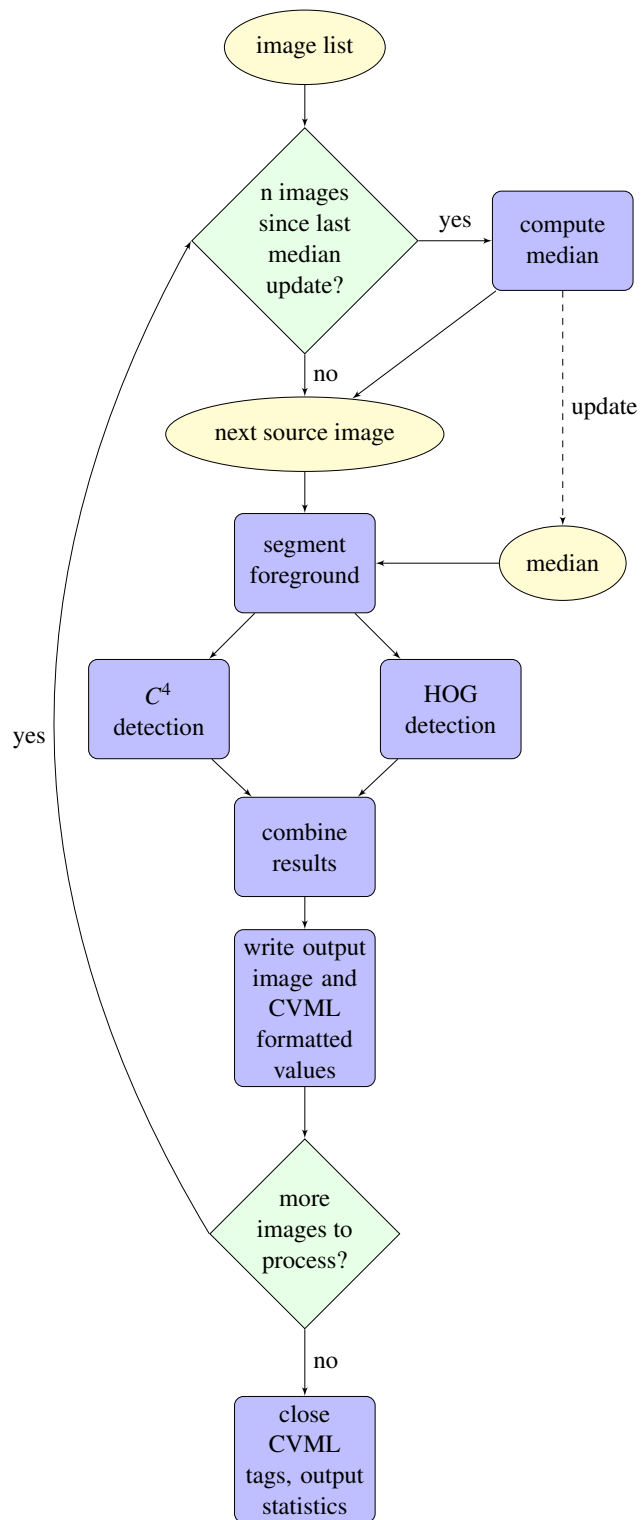 image list
n images
since last
median
update?
yes
compute
median
no
update
next source image
segment
foreground
median
C⁴
detection
HOG
detection
yes
combine
results
write output
image and
CVML
formatted
values
more
images to
process?
no
close
CVML
tags, output
statistics